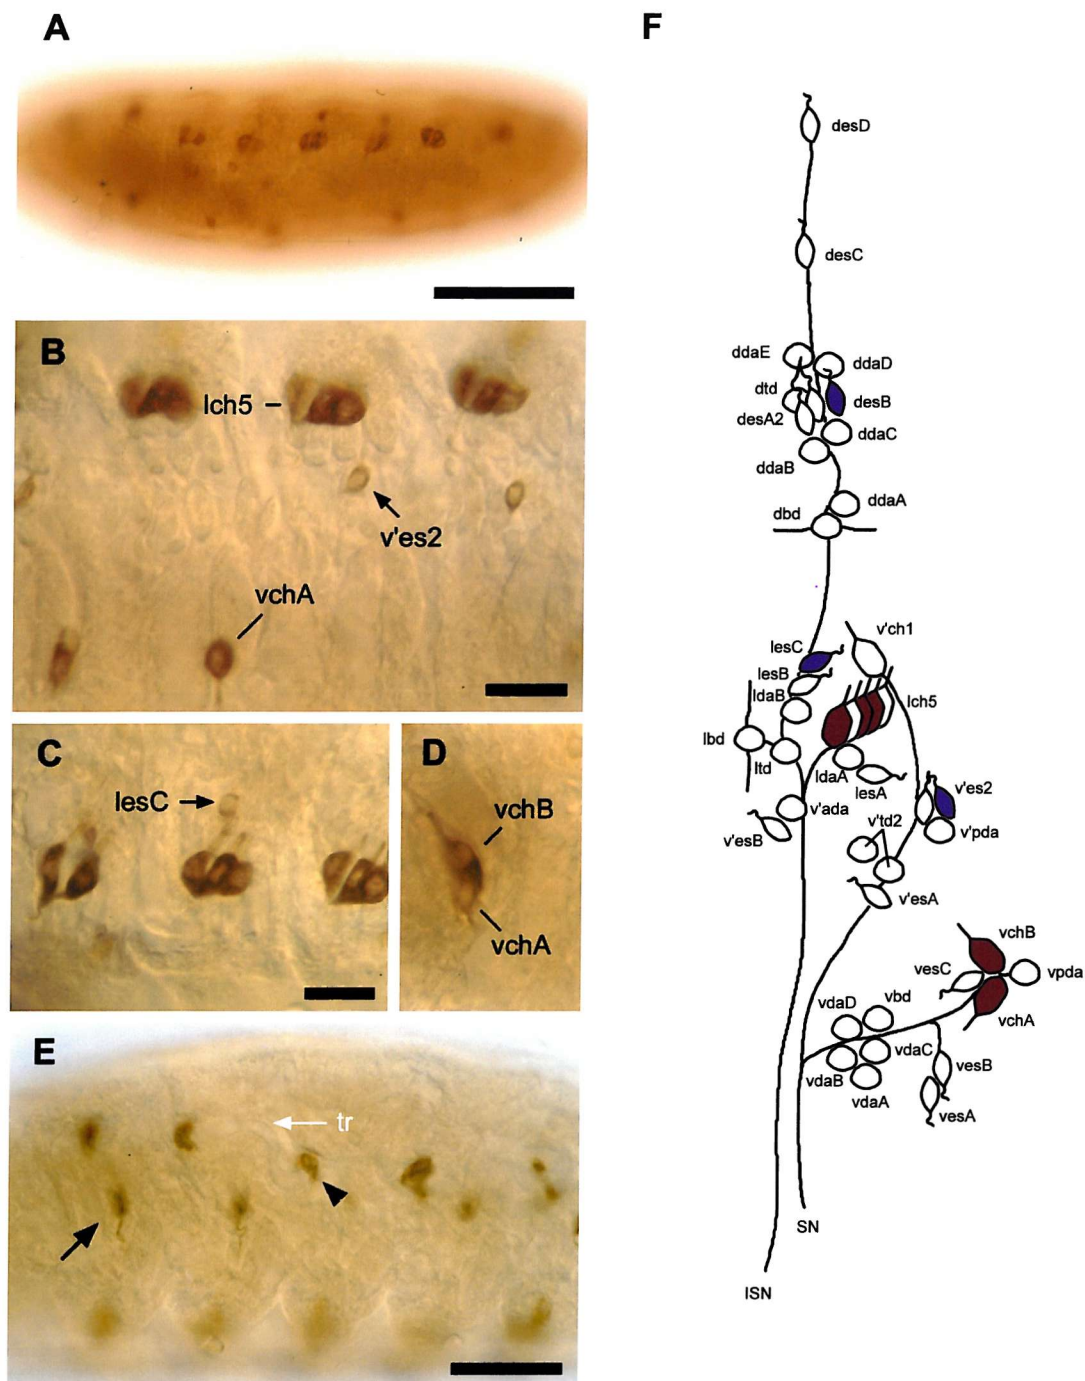 A
F
B
lch5
v'es2
vchA
C
D
lesC
vchB
vchA
E
tr
desD
desC
ddaE
ddaD
dtd
desB
desA2
ddaC
ddaB
ddaA
dbd
v'ch1
lesC
lesB
ldaB
lch5
lbd
ltd
ldaA
lesA
v'es2
v'ada
v'td2
v'pda
v'esB
v'esA
vchB
vesC
vpda
vdaD
vbd
vchA
vdaC
vdaB
vesB
vdaA
vesA
SN
ISN